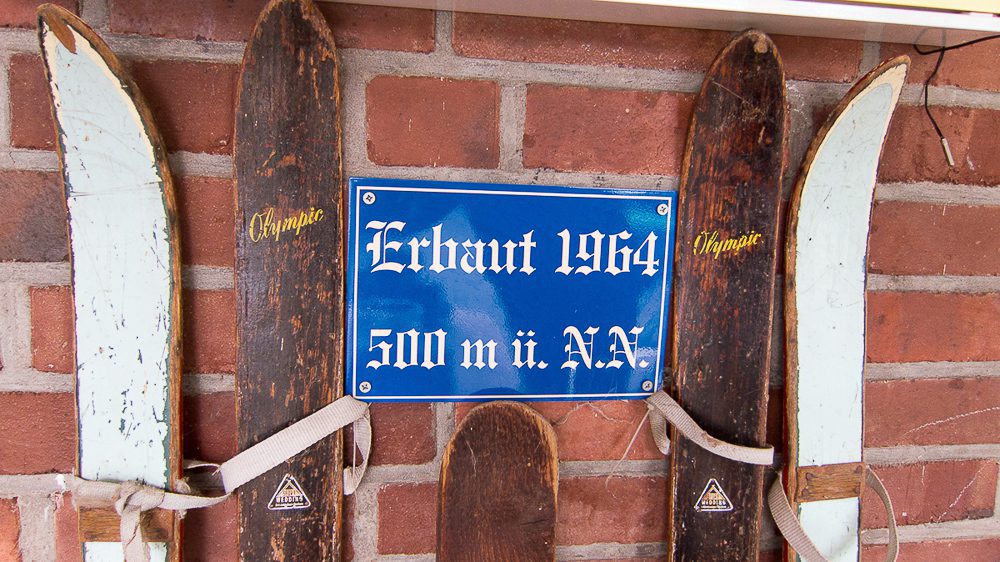 Erbaut 1964
500 m ü. N.N.
Olympic
Olympic